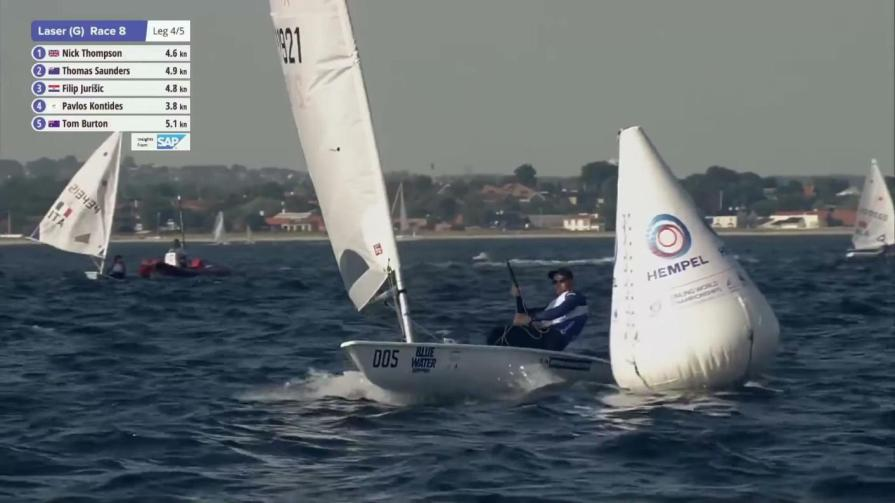 Laser (G) Race 8 Leg 4/5
1 Nick Thompson 4.6 kn
2 Thomas Saunders 4.9 kn
3 Filip Jurišic 4.8 kn
4 Pavlos Kontides 3.8 kn
5 Tom Burton 5.1 kn
Insights
from SAP
921
ITA
HEMPEL
SAILING WORLD
CHAMPIONSHIPS
005
BLUE
WATER